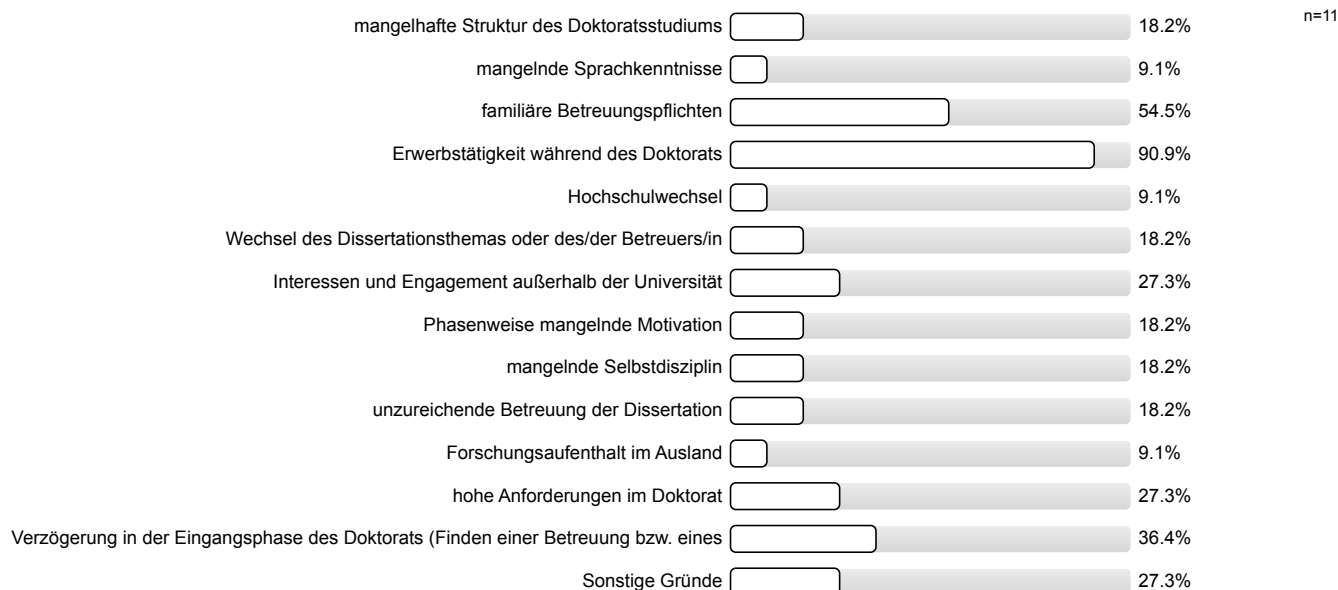 n=11
mangelhafte Struktur des Doktoratsstudiums 18.2%
mangelnde Sprachkenntnisse 9.1%
familiäre Betreuungspflichten 54.5%
Erwerbstätigkeit während des Doktorats 90.9%
Hochschulwechsel 9.1%
Wechsel des Dissertationsthemas oder des/der Betreuers/in 18.2%
Interessen und Engagement außerhalb der Universität 27.3%
Phasenweise mangelnde Motivation 18.2%
mangelnde Selbstdisziplin 18.2%
unzureichende Betreuung der Dissertation 18.2%
Forschungsaufenthalt im Ausland 9.1%
hohe Anforderungen im Doktorat 27.3%
Verzögerung in der Eingangsphase des Doktorats (Finden einer Betreuung bzw. eines 36.4%
Sonstige Gründe 27.3%